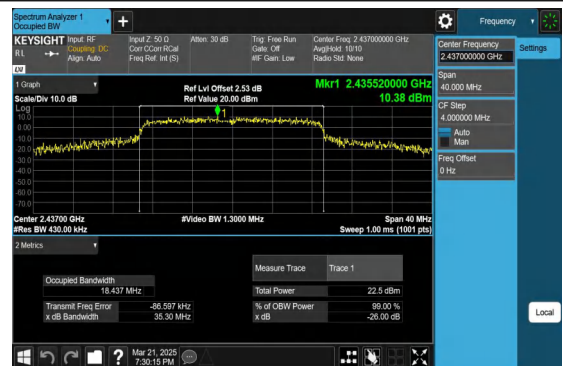 Spectrum Analyzer 1
Occupied BW
Frequency
KEYSIGHT
RL
Input: RF
Coupling: DC
Align: Auto
Input Z: 50 Ω
Corr CCorr RCal
Freq Ref: Int (S)
Atten: 30 dB
Trig: Free Run
Gate: Off
#IF Gain: Low
Center Freq: 2.437000000 GHz
Avg|Hold: 10/10
Radio Std: None
LXI
1 Graph
Scale/Div 10.0 dB
Ref Lvl Offset 2.53 dB
Ref Value 20.00 dBm
Mkr1 2.435520000 GHz
10.38 dBm
Log
10.0
0.00
-10.0
-20.0
-30.0
-40.0
-50.0
-60.0
-70.0
1
Center 2.43700 GHz
#Res BW 430.00 kHz
#Video BW 1.3000 MHz
Span 40 MHz
Sweep 1.00 ms (1001 pts)
2 Metrics
Occupied Bandwidth
18.437 MHz
Transmit Freq Error -86.597 kHz
x dB Bandwidth 35.30 MHz
Measure Trace Trace 1
Total Power 22.5 dBm
% of OBW Power 99.00 %
x dB -26.00 dB
Center Frequency
2.437000000 GHz
Settings
Span
40.000 MHz
CF Step
4.000000 MHz
Auto
Man
Freq Offset
0 Hz
Local
?
Mar 21, 2025
7:30:15 PM